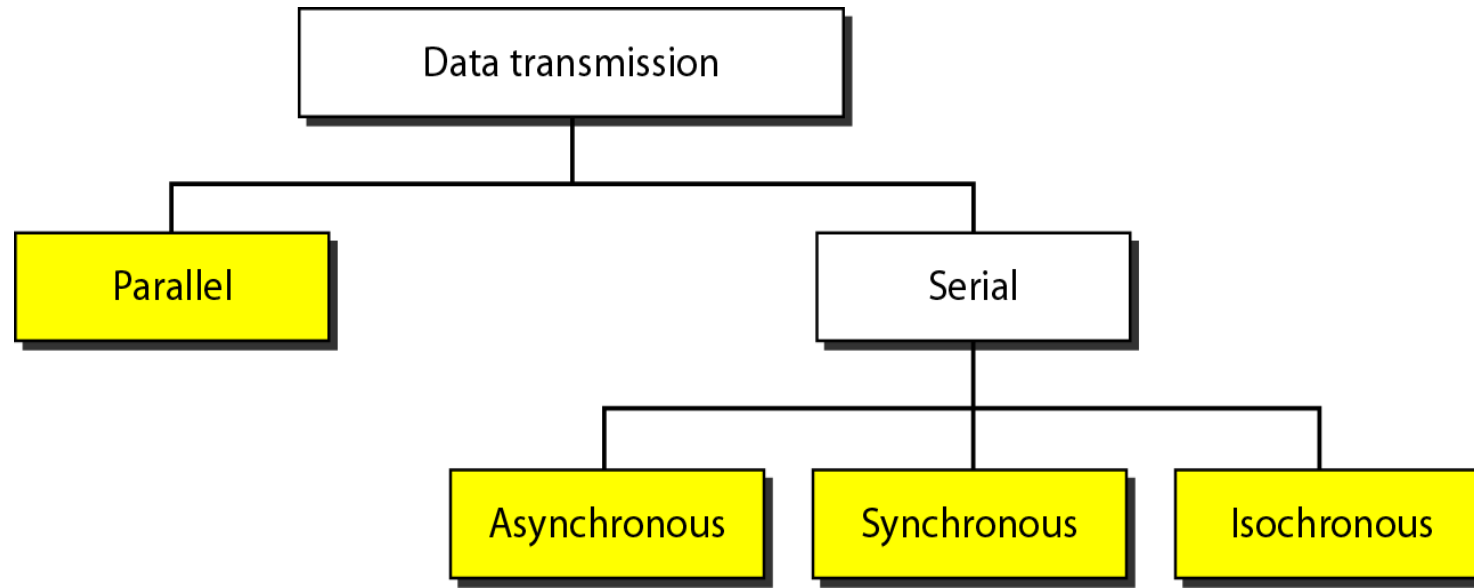 Data transmission
Parallel
Serial
Asynchronous
Synchronous
Isochronous